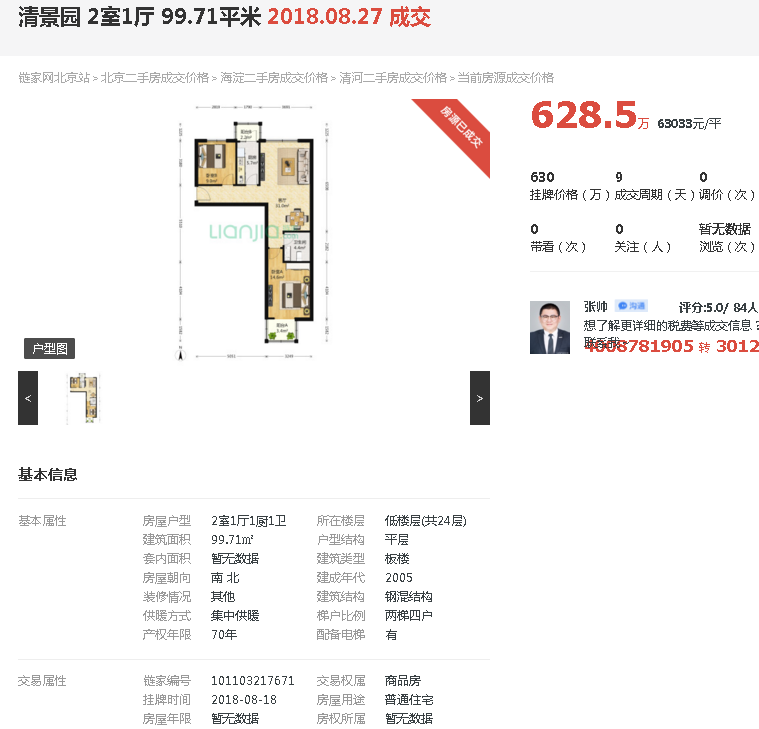 清景园 2室1厅 99.71平米 2018.08.27 成交
链家网北京站 > 北京二手房成交价格 > 海淀二手房成交价格 > 清河二手房成交价格 > 当前房源成交价格
房源已成交
LIANJIA
户型图
<
>
628.5万 63033元/平
630 9 0
挂牌价格（万） 成交周期（天） 调价（次）
0 0 暂无数据
带看（次） 关注（人） 浏览（次）
张帅 沟通 评分:5.0/ 84人
想了解更详细的税费等成交信息？
联系我~
4008781905 转 3012
基本信息
基本属性 房屋户型 2室1厅1厨1卫 所在楼层 低楼层(共24层)
建筑面积 99.71㎡ 户型结构 平层
套内面积 暂无数据 建筑类型 板楼
房屋朝向 南 北 建成年代 2005
装修情况 其他 建筑结构 钢混结构
供暖方式 集中供暖 梯户比例 两梯四户
产权年限 70年 配备电梯 有
交易属性 链家编号 101103217671 交易权属 商品房
挂牌时间 2018-08-18 房屋用途 普通住宅
房屋年限 暂无数据 房权所属 暂无数据